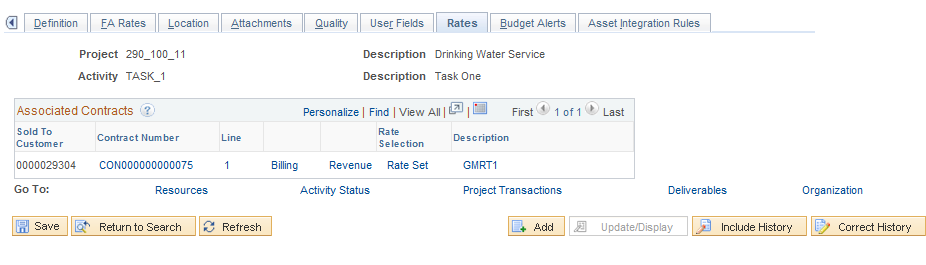 Definition FA Rates Location Attachments Quality User Fields Rates Budget Alerts Asset Integration Rules
Project 290_100_11 Description Drinking Water Service
Activity TASK_1 Description Task One
Associated Contracts ? Personalize | Find | View All | | First 1 of 1 Last
Sold To Customer Contract Number Line Rate Selection Description
0000029304 CON000000000075 1 Billing Revenue Rate Set GMRT1
Go To: Resources Activity Status Project Transactions Deliverables Organization
Save Return to Search Refresh Add Update/Display Include History Correct History